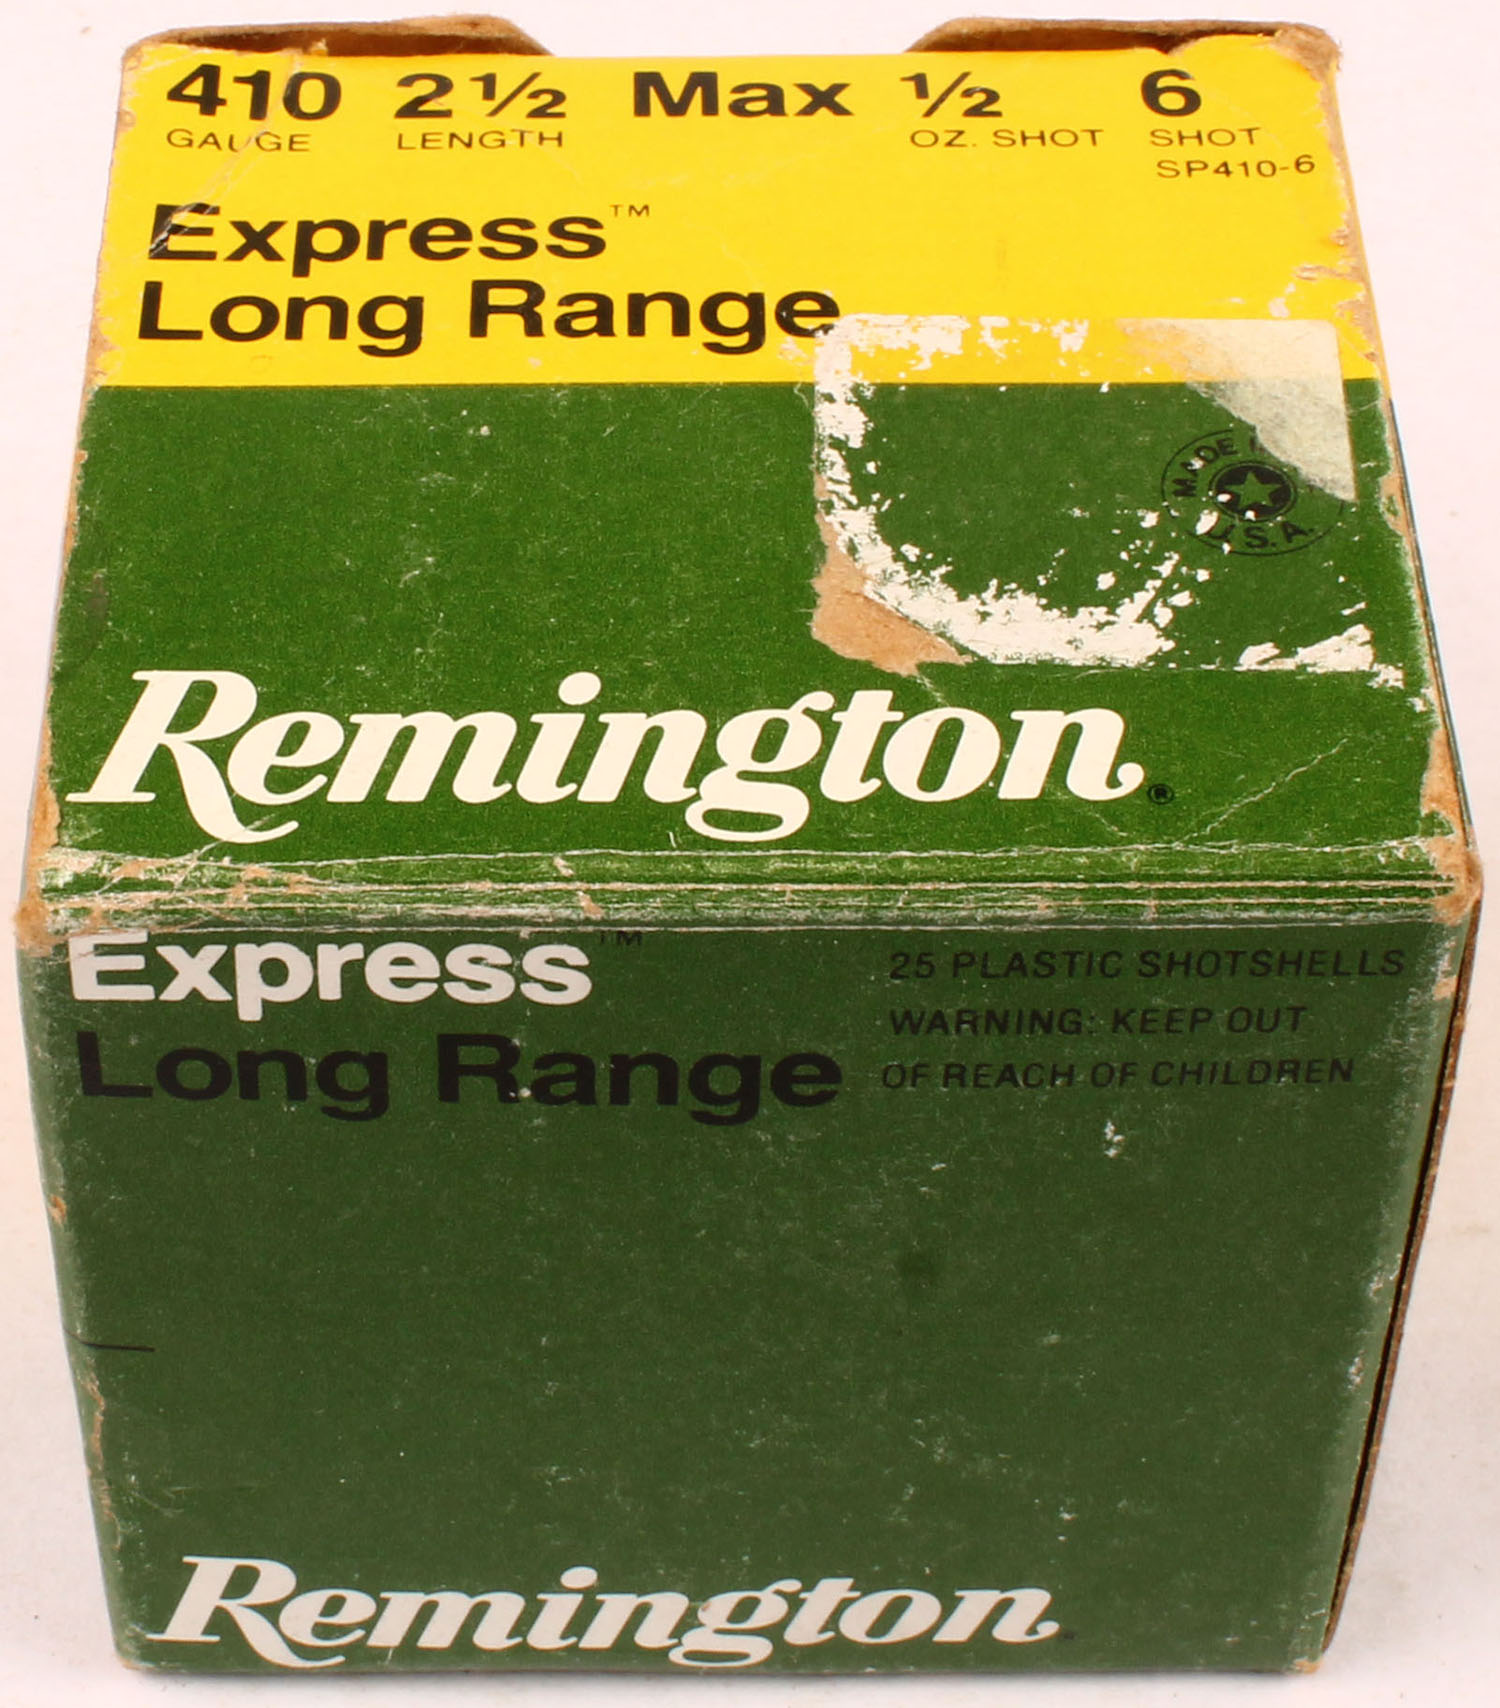 410 2½ Max ½ 6
GAUGE LENGTH OZ. SHOT SHOT
SP410-6
Express™
Long Range
MADE
U.S.A.
Remington®
Express™
Long Range
25 PLASTIC SHOTSHELLS
WARNING: KEEP OUT
OF REACH OF CHILDREN
Remington